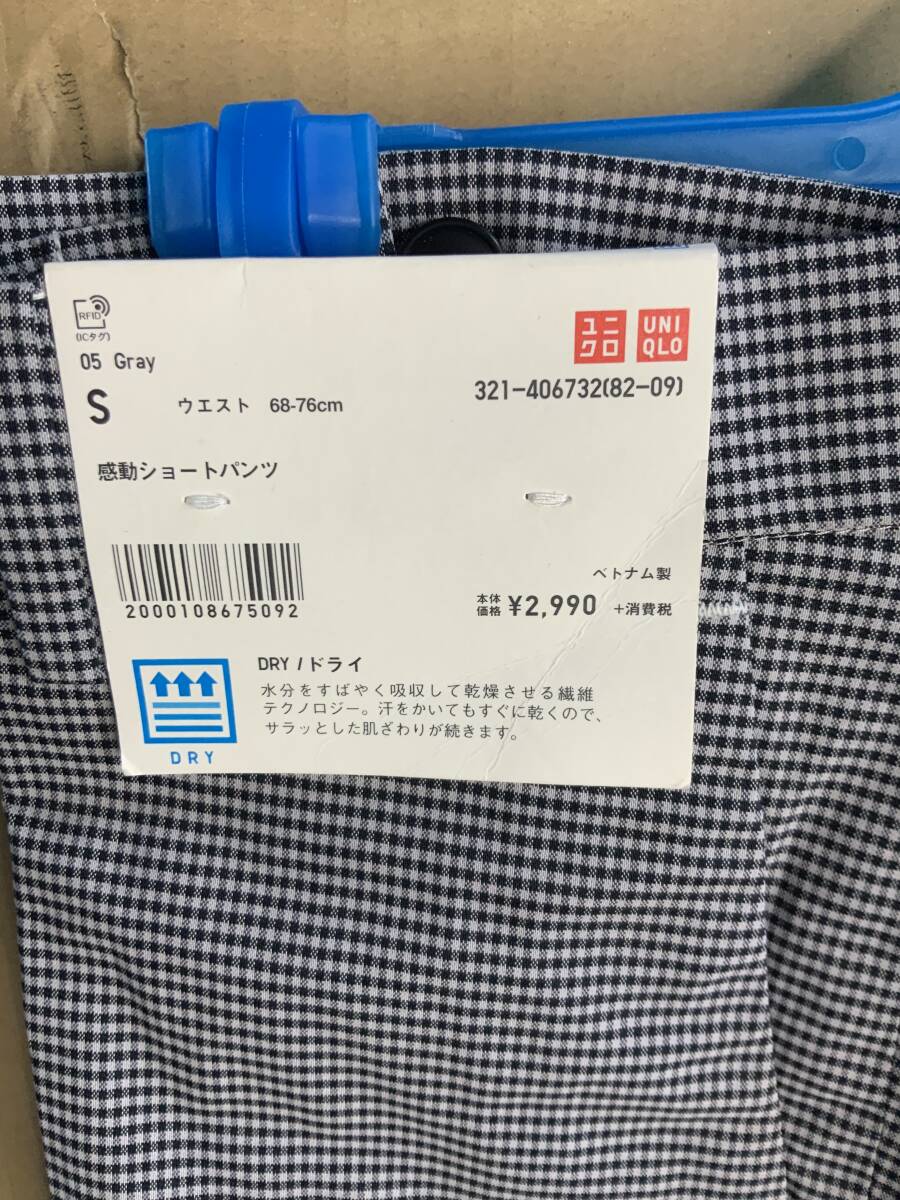 RFID
(ICタグ)
05 Gray
S ウエスト 68-76cm
ユニ
クロ
UNI
QLO
321-406732(82-09)
感動ショートパンツ
2000108675092
ベトナム製
本体
価格 ¥2,990 +消費税
DRY
DRY / ドライ
水分をすばやく吸収して乾燥させる繊維
テクノロジー。汗をかいてもすぐに乾くので、
サラッとした肌ざわりが続きます。